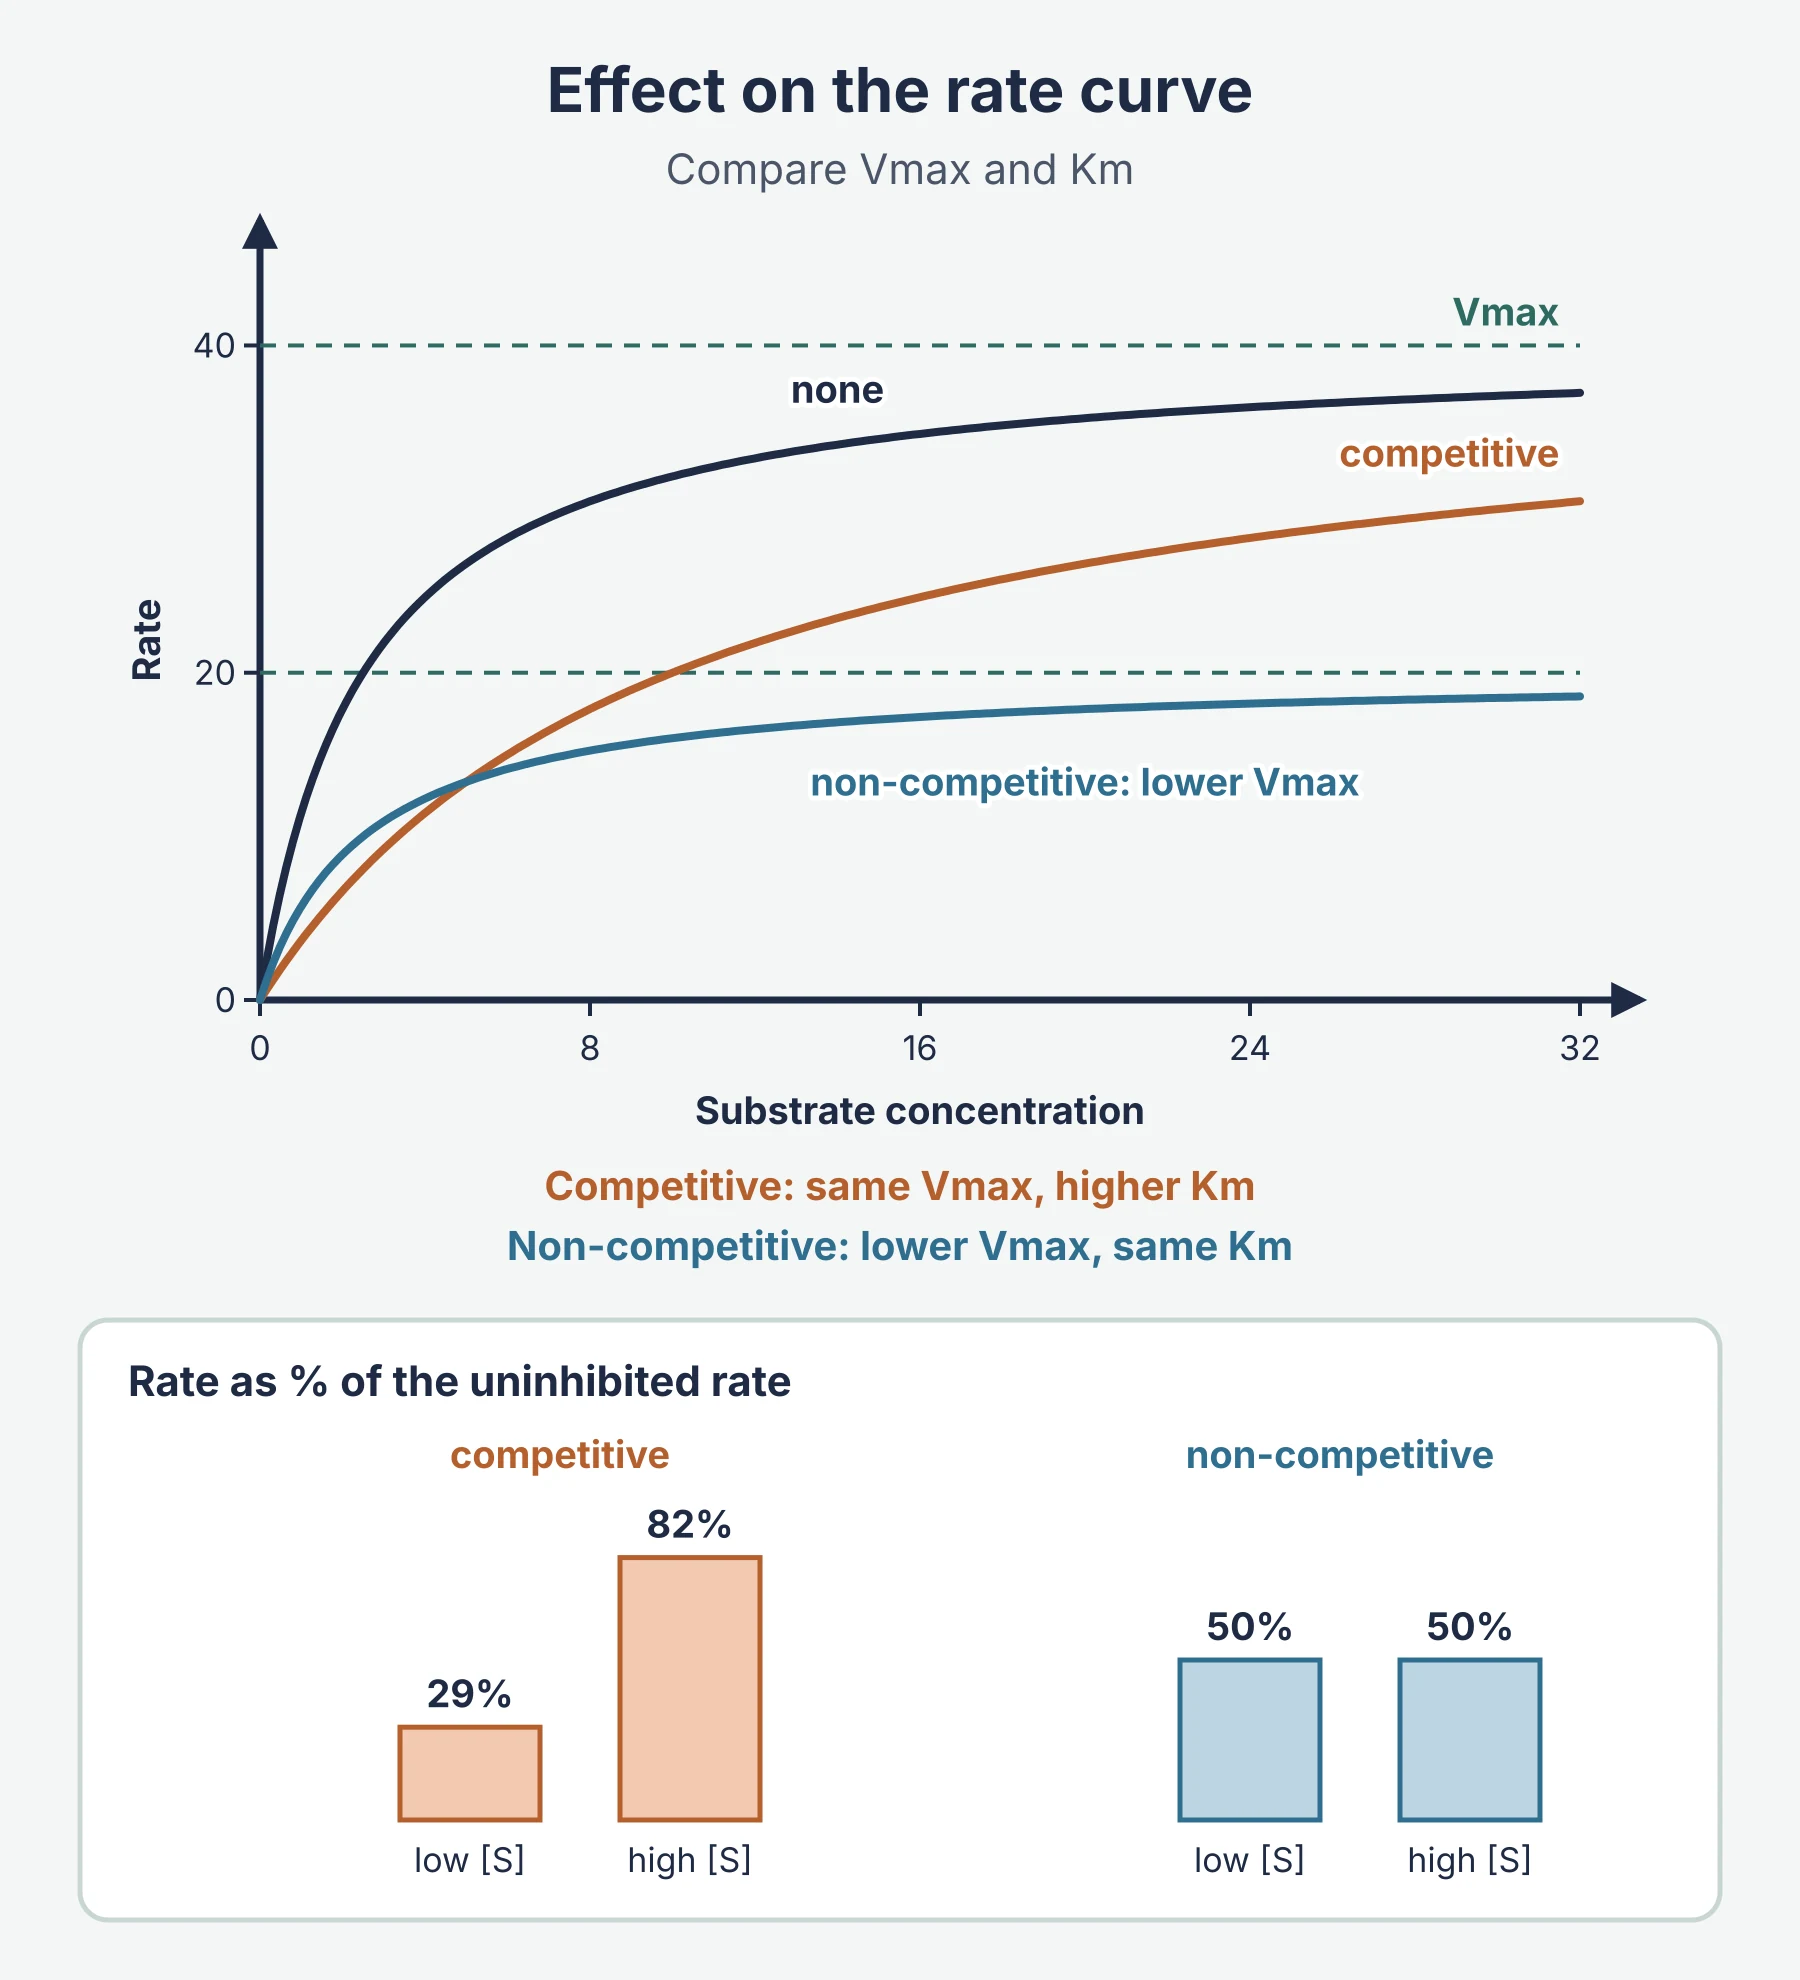 Effect on the rate curve
Compare Vmax and Km
Vmax
40
none
competitive
Rate
20
non-competitive: lower Vmax
0
0 8 16 24 32
Substrate concentration
Competitive: same Vmax, higher Km
Non-competitive: lower Vmax, same Km
Rate as % of the uninhibited rate
competitive
non-competitive
82%
50% 50%
29%
low [S] high [S] low [S] high [S]